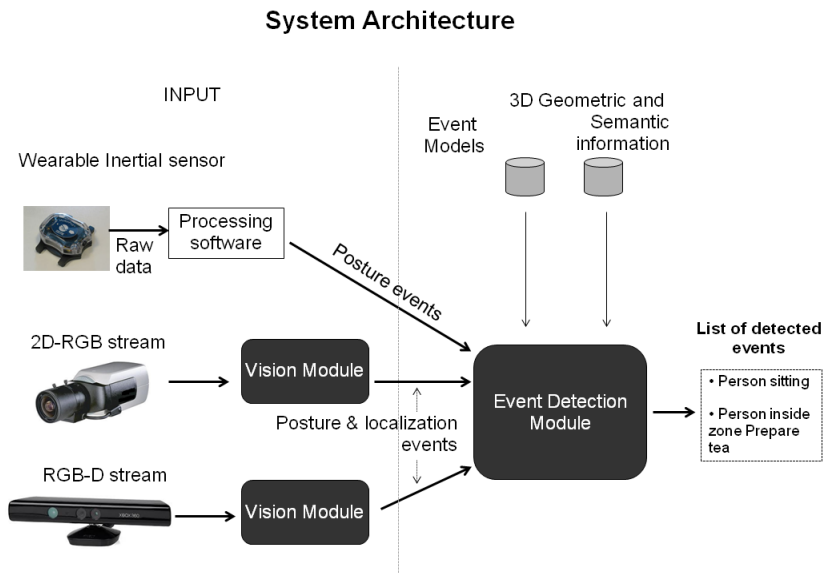 System Architecture
INPUT
Wearable Inertial sensor
Raw
data
Processing
software
Posture events
Event
Models
3D Geometric and
Semantic
information
2D-RGB stream
Vision Module
Posture & localization
events
RGB-D stream
XBOX 360
Vision Module
Event Detection
Module
List of detected
events
• Person sitting
• Person inside
zone Prepare
tea